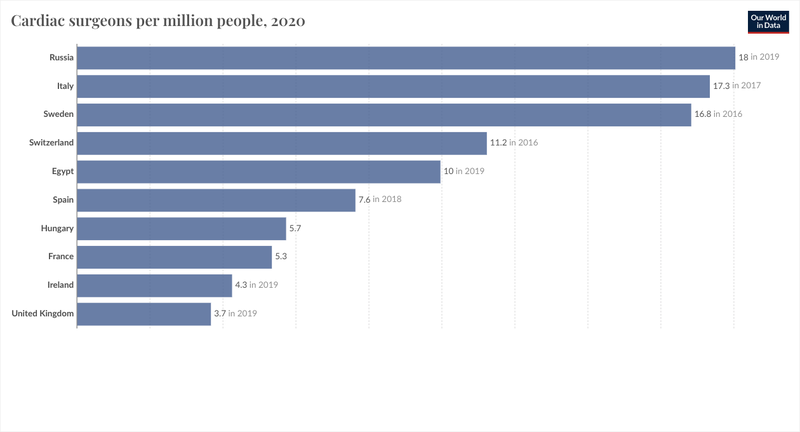 Cardiac surgeons per million people, 2020
Our World
in Data
Russia 18 in 2019
Italy 17.3 in 2017
Sweden 16.8 in 2016
Switzerland 11.2 in 2016
Egypt 10 in 2019
Spain 7.6 in 2018
Hungary 5.7
France 5.3
Ireland 4.3 in 2019
United Kingdom 3.7 in 2019